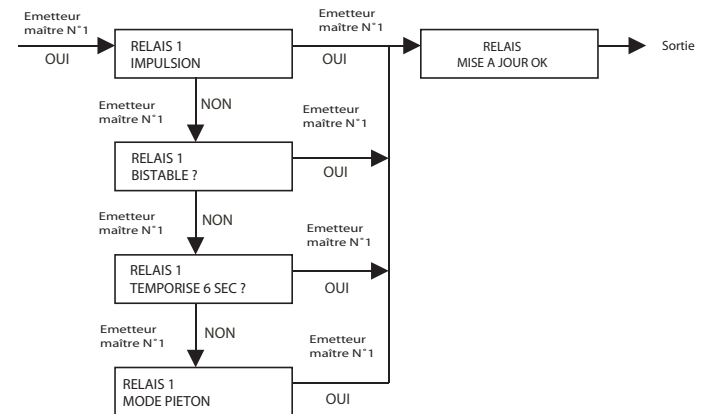 Emetteur
maître N°1
OUI
RELAIS 1
IMPULSION
Emetteur
maître N°1
OUI
RELAIS
MISE A JOUR OK
Sortie
Emetteur
maître N°1
NON
Emetteur
maître N°1
RELAIS 1
BISTABLE ?
OUI
Emetteur
maître N°1
NON
Emetteur
maître N°1
RELAIS 1
TEMPORISE 6 SEC ?
OUI
Emetteur
maître N°1
NON
Emetteur
maître N°1
RELAIS 1
MODE PIETON
OUI